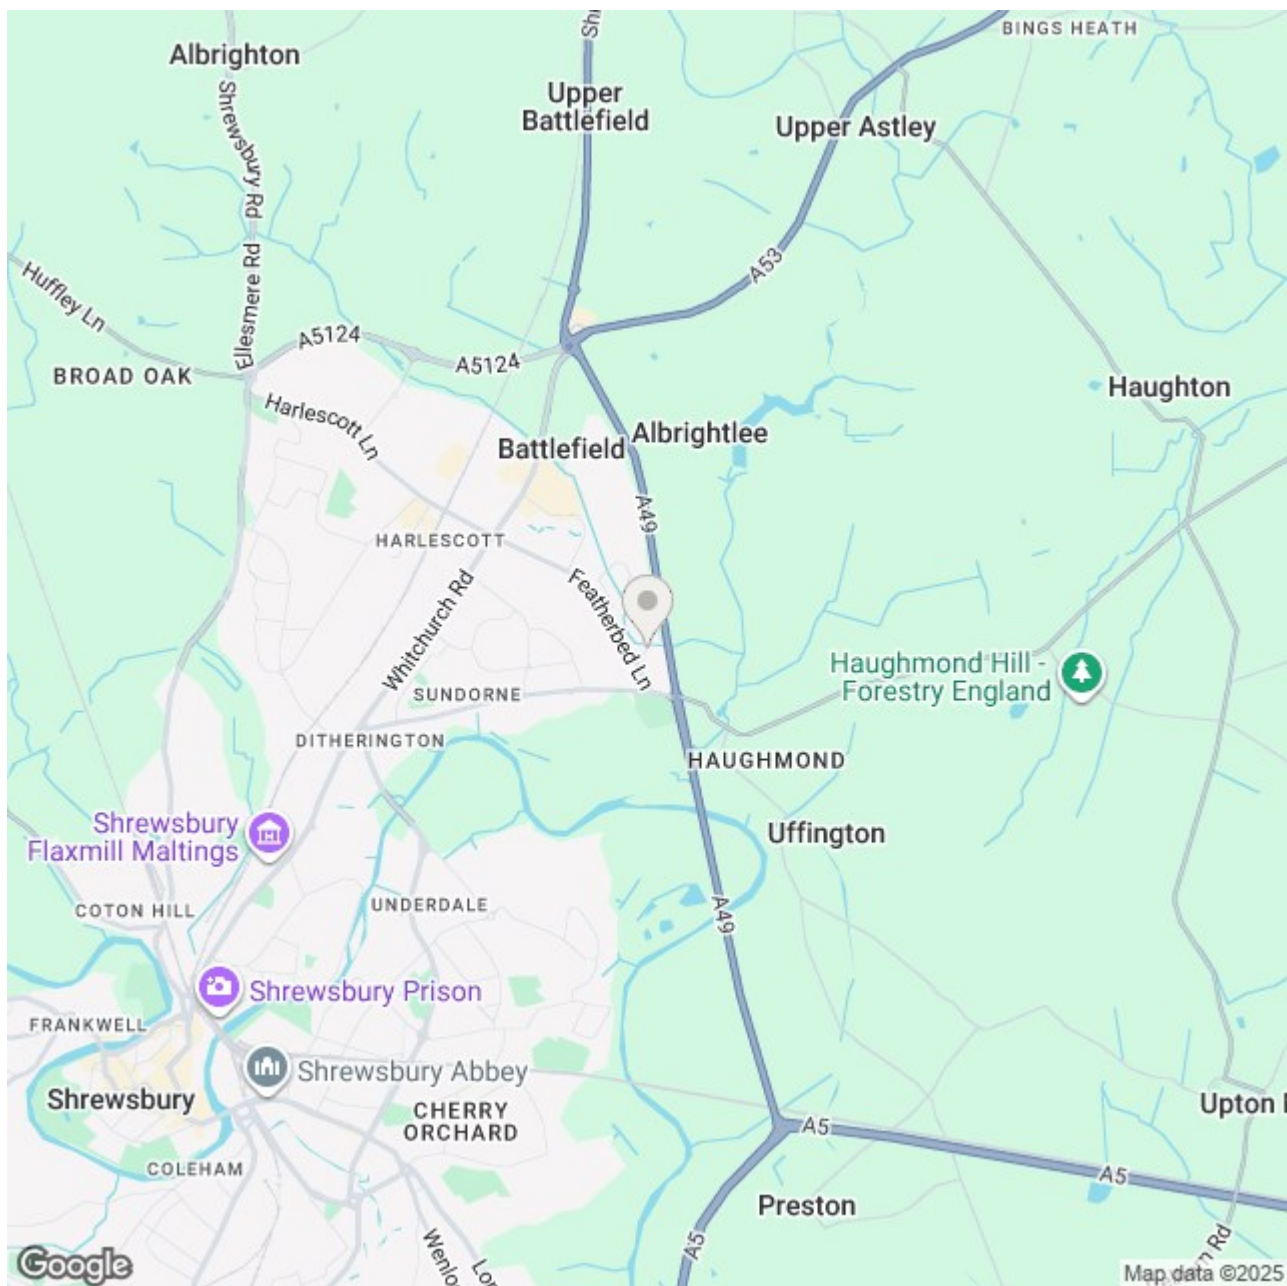 BINGS HEATH
Albrighton
Upper
Battlefield
Upper Astley
Shrewsbury Rd
Ellesmere Rd
Huffley Ln
A53
A5124
A5124
BROAD OAK
Haughton
Harlescott Ln
Battlefield
Albrightlee
A49
HARLESCOTT
Featherbed Ln
Whitchurch Rd
Haughmond Hill -
Forestry England
SUNDORNE
DITHERINGTON
HAUGHMOND
Shrewsbury
Flaxmill Maltings
Uffington
COTON HILL
UNDERDALE
A49
Shrewsbury Prison
FRANKWELL
Shrewsbury Abbey
Shrewsbury
CHERRY
ORCHARD
Upton
A5
COLEHAM
A5
Preston
A5
Google
Map data ©2025